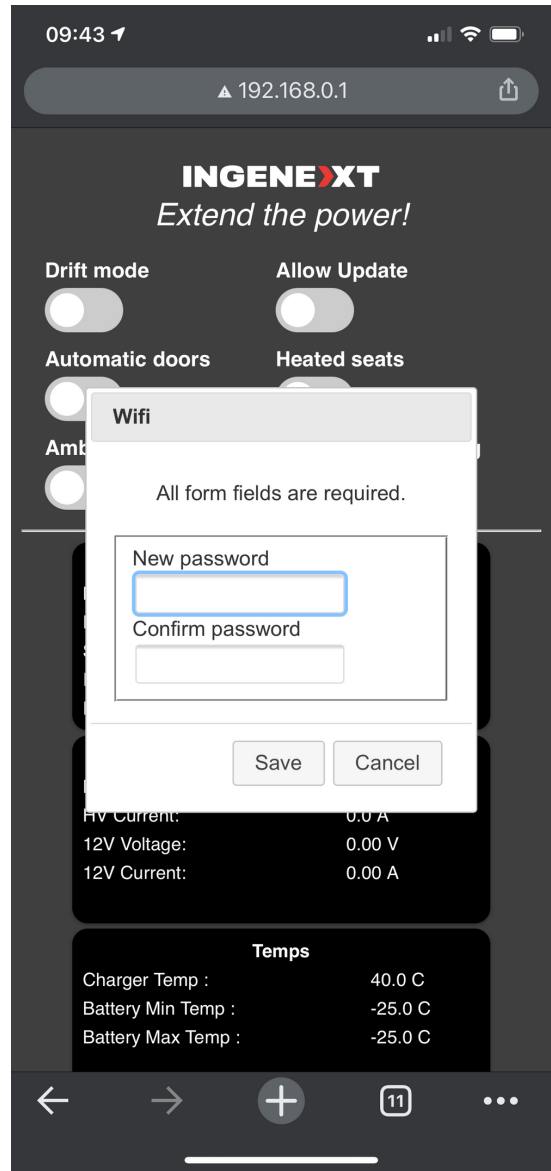 09:43
192.168.0.1
INGENEXT
Extend the power!
Drift mode Allow Update
Automatic doors Heated seats
Wifi
All form fields are required.
New password
Confirm password
Save Cancel
HV Current: 0.0 A
12V Voltage: 0.00 V
12V Current: 0.00 A
Temps
Charger Temp : 40.0 C
Battery Min Temp : -25.0 C
Battery Max Temp : -25.0 C
11